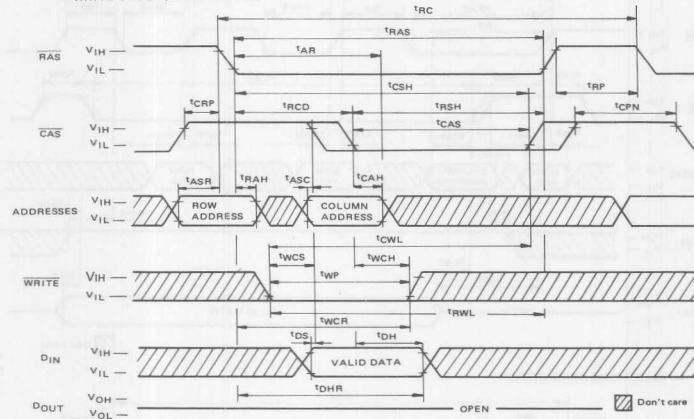 tRC
tRAS
RAS VIH
VIL
tAR
tCSH
tRP
tCRP
tRCD
tRSH
tCPN
CAS VIH
VIL
tCAS
tASR
tRAH
tASC
tCAH
ADDRESSES VIH
VIL
ROW ADDRESS
COLUMN ADDRESS
tCWL
tWCS
tWCH
WRITE VIH
VIL
tWP
tRWL
tWCR
tDS
tDH
DIN VIH
VIL
VALID DATA
tDHR
DOUT VOH
VOL
OPEN
Don't care